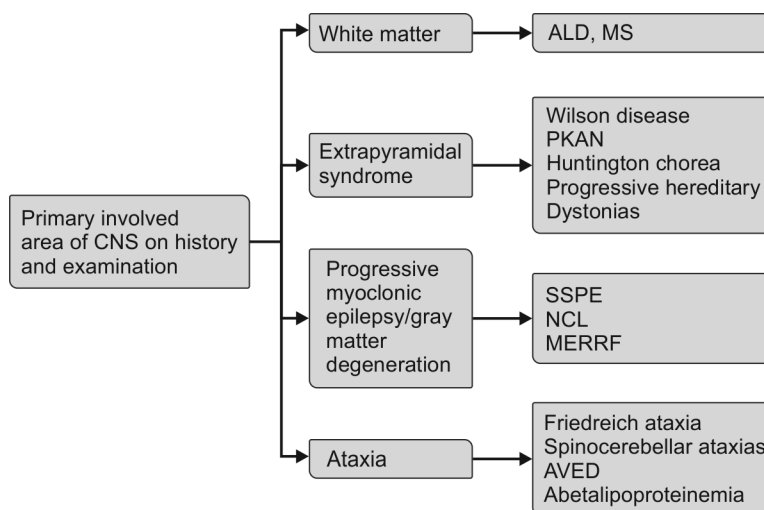 White matter
ALD, MS
Extrapyramidal
syndrome
Wilson disease
PKAN
Huntington chorea
Progressive hereditary
Dystonias
Primary involved
area of CNS on history
and examination
Progressive
myoclonic
epilepsy/gray
matter
degeneration
SSPE
NCL
MERRF
Ataxia
Friedreich ataxia
Spinocerebellar ataxias
AVED
Abetalipoproteinemia